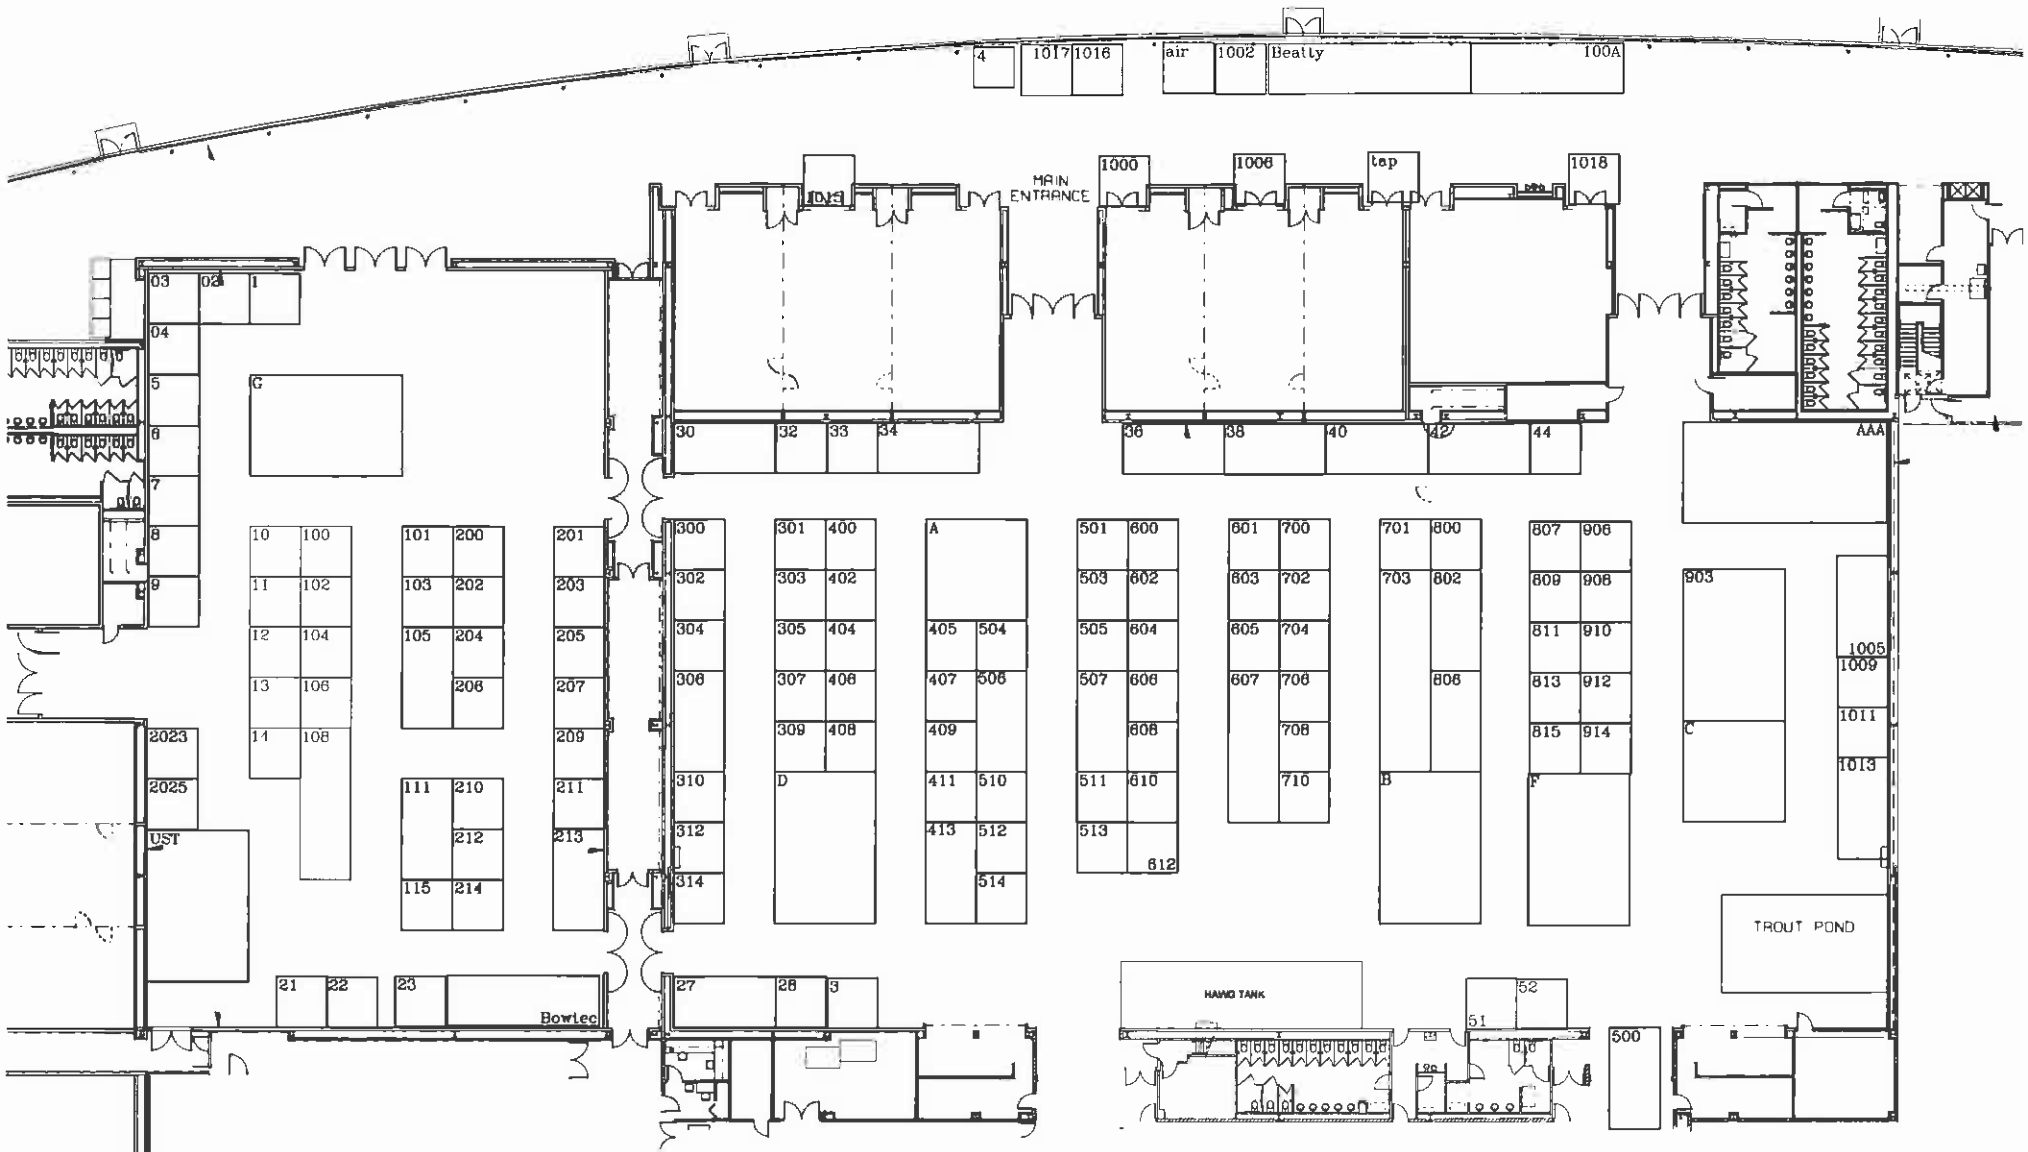 4 1017 1016 air 1002 Beatty 100A
1015 MAIN ENTRANCE 1000 1006 tap 1018
03 02 1
04
5 G
6
30 32 33 34 36 38 40 42 44 AAA
7
8 10 100 101 200 201 300 301 400 A 501 600 601 700 701 800 807 906
9 11 102 103 202 203 302 303 402 503 602 603 702 703 802 809 908 903
12 104 105 204 205 304 305 404 405 504 505 604 605 704 811 910 1005
13 106 206 207 306 307 406 407 506 507 606 607 706 806 813 912 1009
2023 14 108 209 309 408 409 608 708 815 914 C 1011
2025 111 210 211 310 D 411 510 511 610 710 B F 1013
UST 212 213 312 413 512 513 612
115 214 314 514
TROUT POND
21 22 23 Bowtec 27 28 3 HAWG TANK 51 52
500